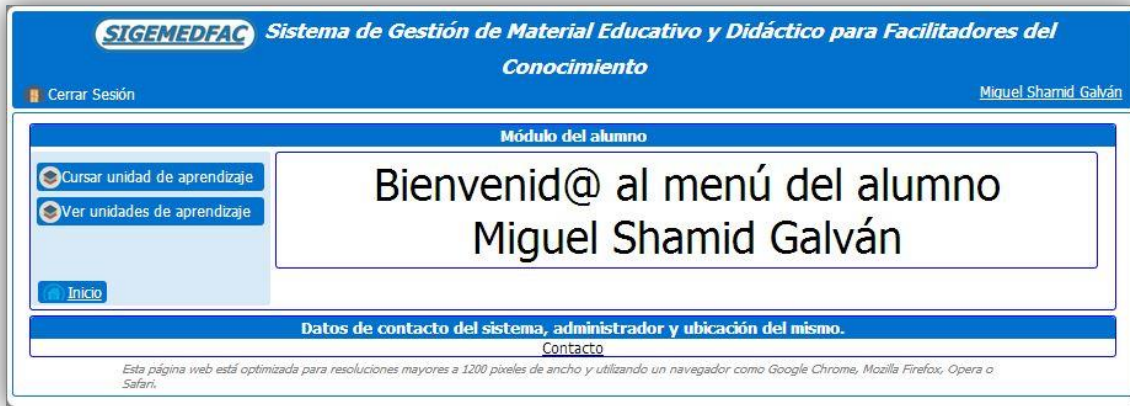 SIGEMEDFAC Sistema de Gestión de Material Educativo y Didáctico para Facilitadores del
Conocimiento
Cerrar Sesión
Miguel Shamid Galván
Módulo del alumno
Cursar unidad de aprendizaje
Ver unidades de aprendizaje
Inicio
Bienvenid@ al menú del alumno
Miguel Shamid Galván
Datos de contacto del sistema, administrador y ubicación del mismo.
Contacto
Esta página web está optimizada para resoluciones mayores a 1200 pixeles de ancho y utilizando un navegador como Google Chrome, Mozilla Firefox, Opera o
Safari.